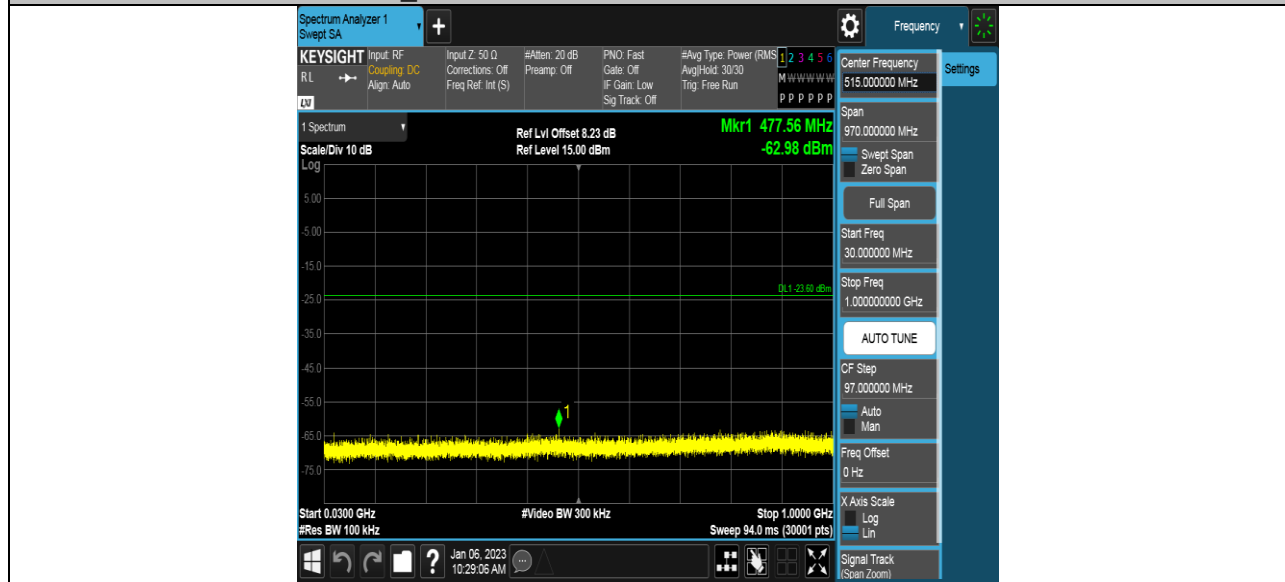 Spectrum Analyzer 1
Swept SA
+
Frequency
KEYSIGHT
RL
LXI
Input: RF
Coupling: DC
Align: Auto
Input Z: 50 Ω
Corrections: Off
Freq Ref: Int (S)
#Atten: 20 dB
Preamp: Off
PNO: Fast
Gate: Off
IF Gain: Low
Sig Track: Off
#Avg Type: Power (RMS
Avg|Hold: 30/30
Trig: Free Run
1 2 3 4 5 6
M W W W W W
P P P P P P
1 Spectrum
Scale/Div 10 dB
Ref Lvl Offset 8.23 dB
Ref Level 15.00 dBm
Mkr1 477.56 MHz
-62.98 dBm
Log
5.00
-5.00
-15.0
-25.0
-35.0
-45.0
-55.0
-65.0
-75.0
DL1 -23.60 dBm
1
Start 0.0300 GHz
#Res BW 100 kHz
#Video BW 300 kHz
Stop 1.0000 GHz
Sweep 94.0 ms (30001 pts)
?
Jan 06, 2023
10:29:06 AM
Center Frequency
515.000000 MHz
Settings
Span
970.000000 MHz
Swept Span
Zero Span
Full Span
Start Freq
30.000000 MHz
Stop Freq
1.000000000 GHz
AUTO TUNE
CF Step
97.000000 MHz
Auto
Man
Freq Offset
0 Hz
X Axis Scale
Log
Lin
Signal Track
(Span Zoom)